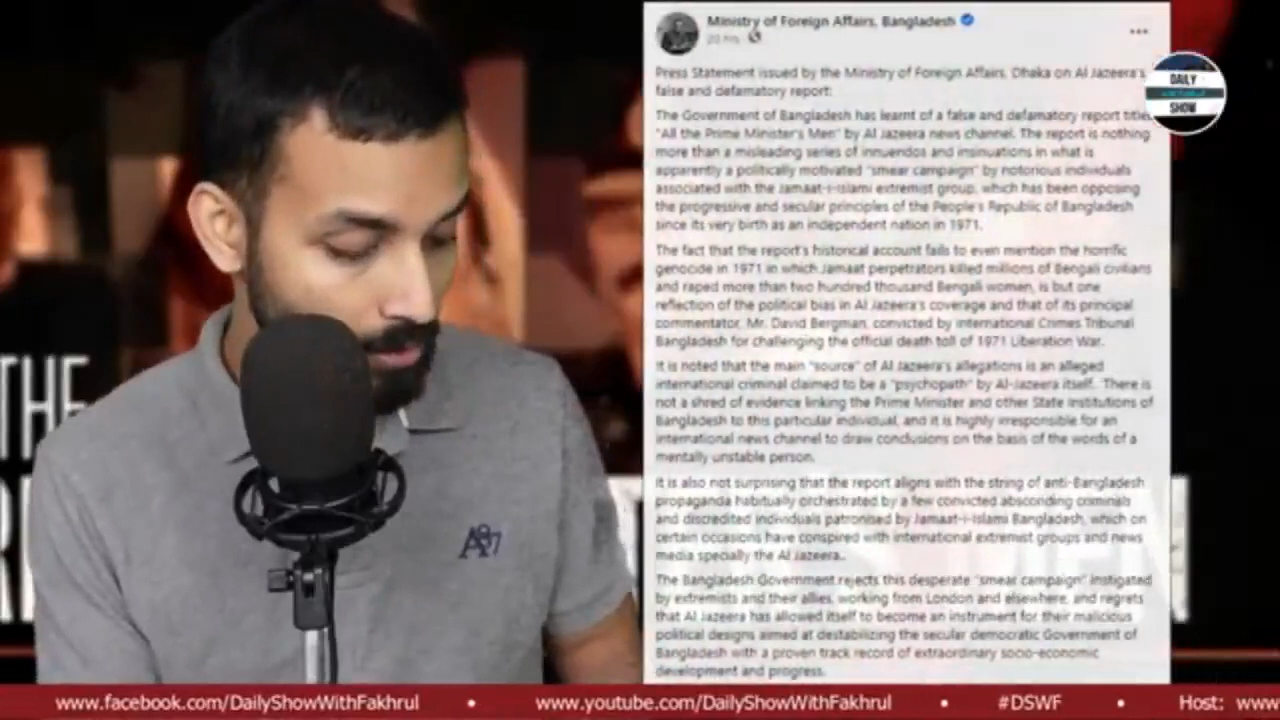 Ministry of Foreign Affairs, Bangladesh
20 hrs
Press Statement issued by the Ministry of Foreign Affairs, Dhaka on Al Jazeera's
false and defamatory report:
The Government of Bangladesh has learnt of a false and defamatory report titled
"All the Prime Minister's Men" by Al Jazeera news channel. The report is nothing
more than a misleading series of innuendos and insinuations in what is
apparently a politically motivated "smear campaign" by notorious individuals
associated with the Jamaat-i-Islami extremist group, which has been opposing
the progressive and secular principles of the People's Republic of Bangladesh
since its very birth as an independent nation in 1971.
The fact that the report's historical account fails to even mention the horrific
genocide in 1971 in which Jamaat perpetrators killed millions of Bengali civilians
and raped more than two hundred thousand Bengali women, is but one
reflection of the political bias in Al Jazeera's coverage and that of its principal
commentator, Mr. David Bergman, convicted by International Crimes Tribunal
Bangladesh for challenging the official death toll of 1971 Liberation War.
It is noted that the main "source" of Al Jazeera's allegations is an alleged
international criminal claimed to be a "psychopath" by Al-Jazeera itself. There is
not a shred of evidence linking the Prime Minister and other State Institutions of
Bangladesh to this particular individual, and it is highly irresponsible for an
international news channel to draw conclusions on the basis of the words of a
mentally unstable person.
It is also not surprising that the report aligns with the string of anti-Bangladesh
propaganda habitually orchestrated by a few convicted absconding criminals
and discredited individuals patronised by Jamaat-i-Islami Bangladesh, which on
certain occasions have conspired with international extremist groups and news
media specially the Al Jazeera..
The Bangladesh Government rejects this desperate "smear campaign" instigated
by extremists and their allies, working from London and elsewhere, and regrets
that Al Jazeera has allowed itself to become an instrument for their malicious
political designs aimed at destabilizing the secular democratic Government of
Bangladesh with a proven track record of extraordinary socio-economic
development and progress.
DAILY
SHOW
THE
A87
www.facebook.com/DailyShowWithFakhrul • www.youtube.com/DailyShowWithFakhrul • #DSWF • Host: www